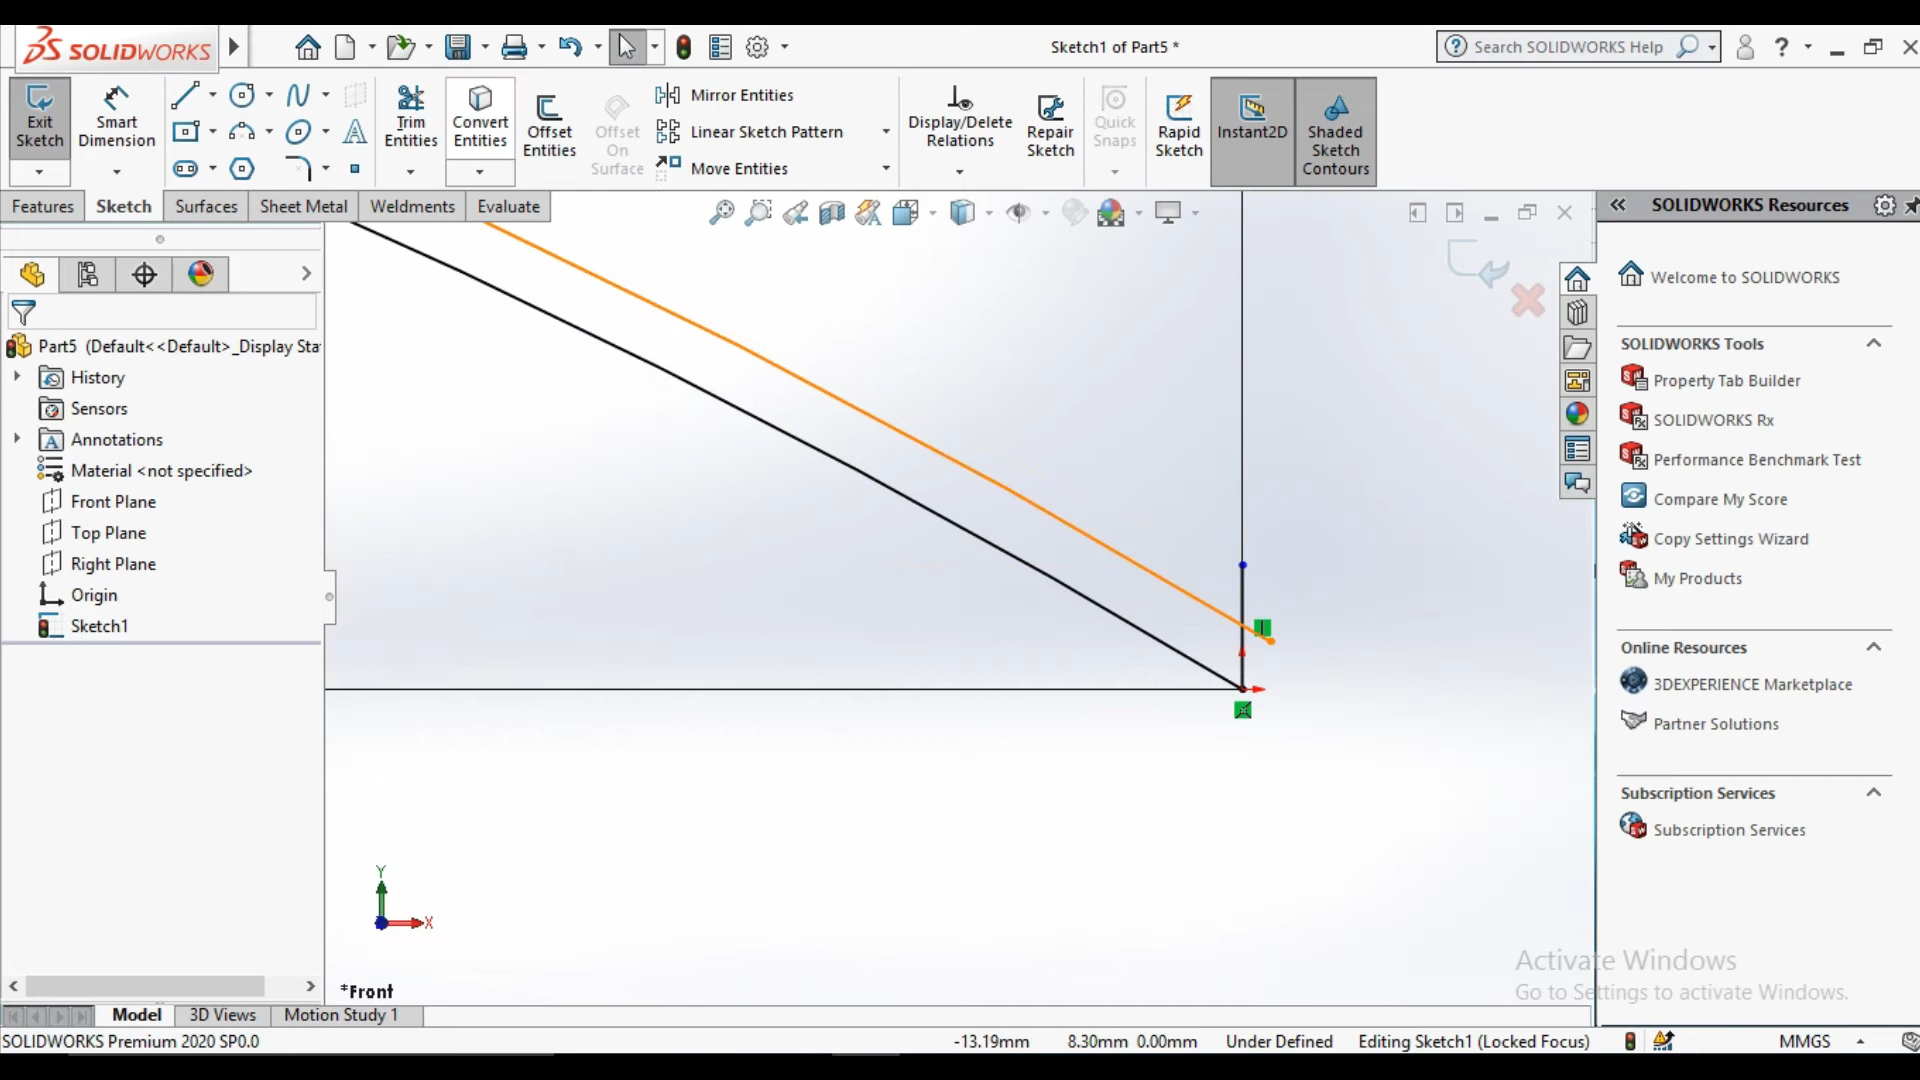 SOLIDWORKS
Sketch1 of Part5 *
Search SOLIDWORKS Help
?
Exit Sketch
Smart Dimension
Trim Entities
Convert Entities
Offset Entities
Offset On Surface
Mirror Entities
Linear Sketch Pattern
Move Entities
Display/Delete Relations
Repair Sketch
Quick Snaps
Rapid Sketch
Instant2D
Shaded Sketch Contours
Features
Sketch
Surfaces
Sheet Metal
Weldments
Evaluate
SOLIDWORKS Resources
Part5 (Default<<Default>_Display Sta
History
Sensors
Annotations
Material <not specified>
Front Plane
Top Plane
Right Plane
Origin
Sketch1
Welcome to SOLIDWORKS
SOLIDWORKS Tools
Property Tab Builder
SOLIDWORKS Rx
Performance Benchmark Test
Compare My Score
Copy Settings Wizard
My Products
Online Resources
3DEXPERIENCE Marketplace
Partner Solutions
Subscription Services
Subscription Services
Y
X
*Front
Activate Windows
Go to Settings to activate Windows.
Model
3D Views
Motion Study 1
SOLIDWORKS Premium 2020 SP0.0
-13.19mm
8.30mm
0.00mm
Under Defined
Editing Sketch1 (Locked Focus)
MMGS